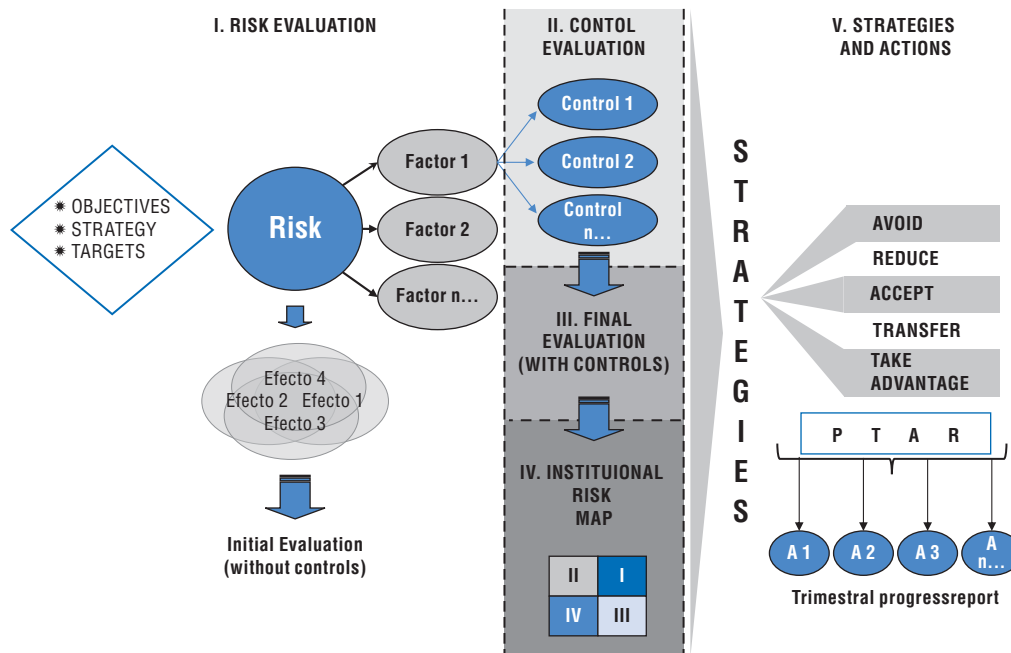 I. RISK EVALUATION
OBJECTIVES
STRATEGY
TARGETS
Risk
Factor 1
Factor 2
Factor n...
Efecto 4
Efecto 2 Efecto 1
Efecto 3
Initial Evaluation
(without controls)
II. CONTOL
EVALUATION
Control 1
Control 2
Control
n...
III. FINAL
EVALUATION
(WITH CONTROLS)
IV. INSTITUIONAL
RISK
MAP
II I
IV III
STRATEGIES
V. STRATEGIES
AND ACTIONS
AVOID
REDUCE
ACCEPT
TRANSFER
TAKE
ADVANTAGE
P T A R
A 1 A 2 A 3 A
n...
Trimestral progressreport